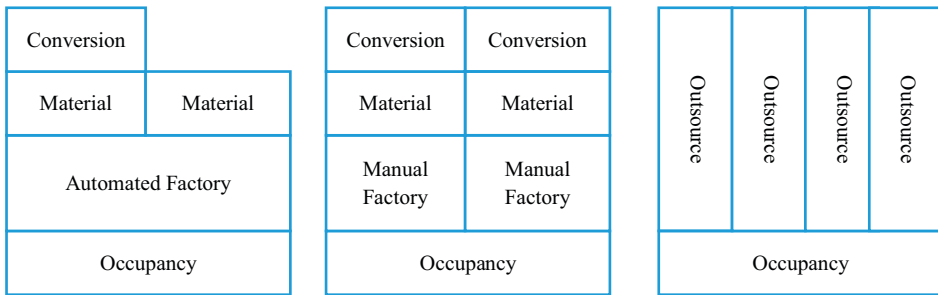 Conversion
Material
Material
Automated Factory
Occupancy
Conversion
Conversion
Material
Material
Manual
Factory
Manual
Factory
Occupancy
Outsource
Outsource
Outsource
Outsource
Occupancy